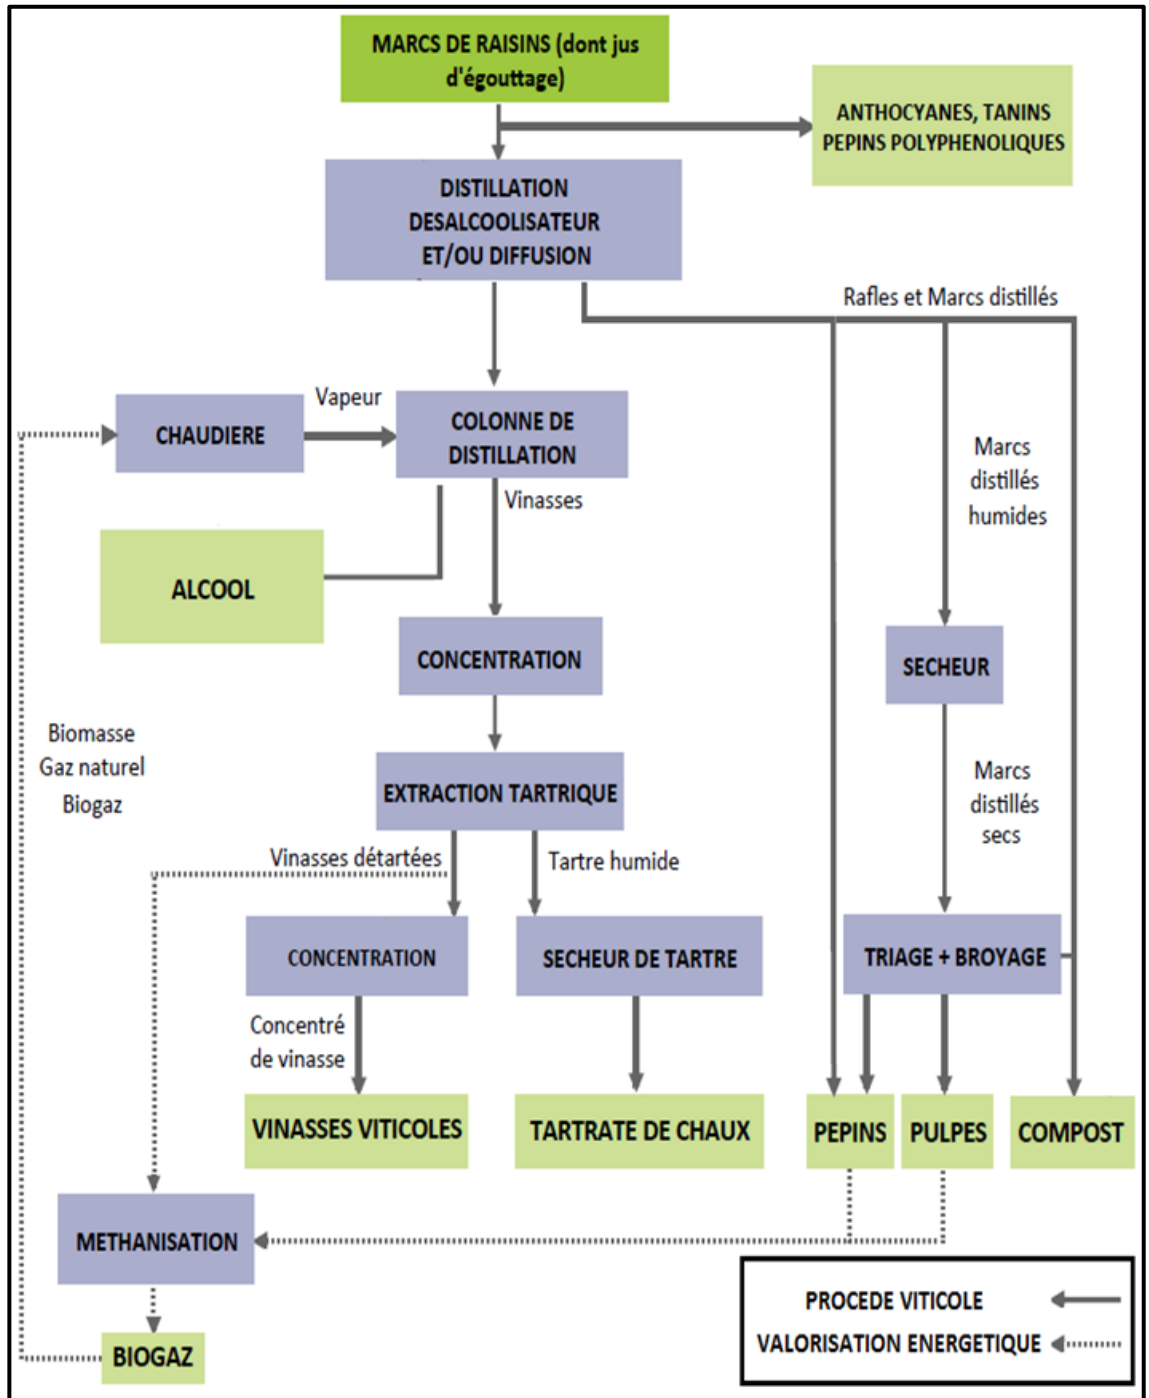 MARCS DE RAISINS (dont jus
d'égouttage)
ANTHOCYANES, TANINS
PEPINS POLYPHENOLIQUES
DISTILLATION
DESALCOOLISATEUR
ET/OU DIFFUSION
Rafles et Marcs distillés
Vapeur
CHAUDIERE
COLONNE DE
DISTILLATION
Marcs
distillés
humides
Vinasses
ALCOOL
CONCENTRATION
SECHEUR
Biomasse
Gaz naturel
Biogaz
EXTRACTION TARTRIQUE
Marcs
distillés
secs
Vinasses détartées
Tartre humide
CONCENTRATION
SECHEUR DE TARTRE
TRIAGE + BROYAGE
Concentré
de vinasse
VINASSES VITICOLES
TARTRATE DE CHAUX
PEPINS
PULPES
COMPOST
METHANISATION
BIOGAZ
PROCEDE VITICOLE
VALORISATION ENERGETIQUE